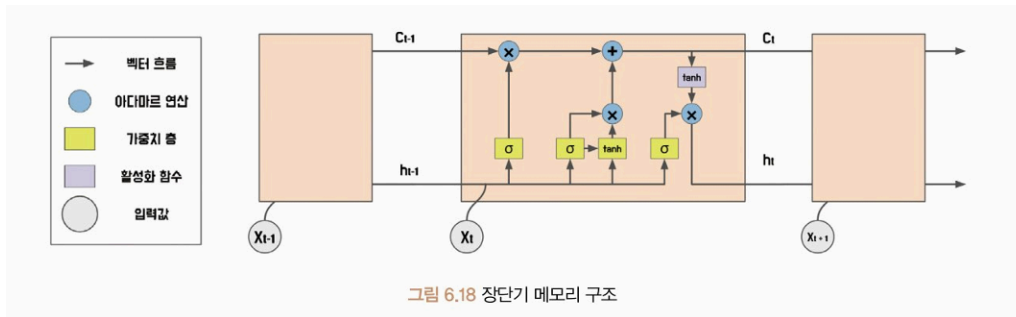 벡터 흐름
아다마르 연산
가중치 층
활성화 함수
입력값
Ct-1
ht-1
Xt-1
Xt
×
+
σ
σ
tanh
×
σ
tanh
×
Ct
ht
Xt+1
그림 6.18 장단기 메모리 구조